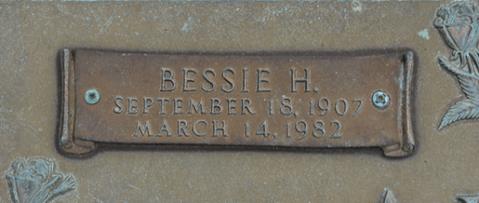 BESSIE H.
SEPTEMBER 18, 1907
MARCH 14, 1982